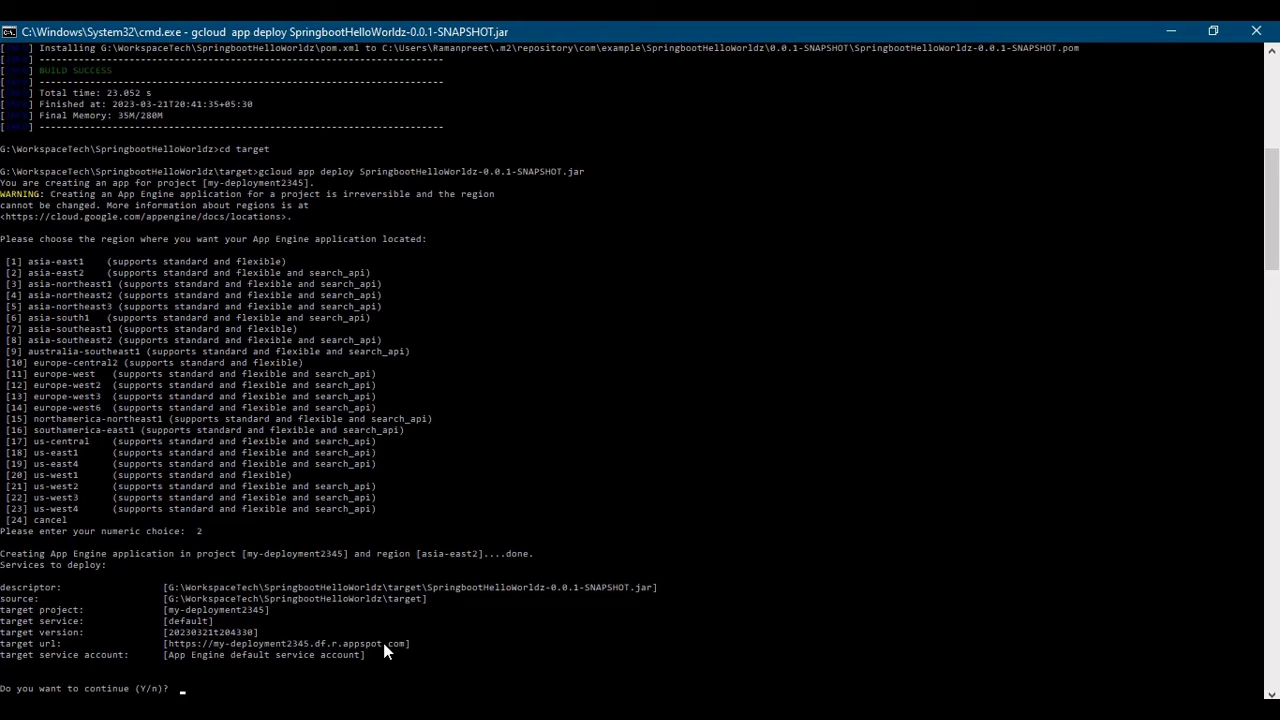 C:\Windows\System32\cmd.exe - gcloud  app deploy SpringbootHelloWorldz-0.0.1-SNAPSHOT.jar
[INFO] Installing G:\WorkspaceTech\SpringbootHelloWorldz\pom.xml to C:\Users\Ramanpreet\.m2\repository\com\example\SpringbootHelloWorldz\0.0.1-SNAPSHOT\SpringbootHelloWorldz-0.0.1-SNAPSHOT.pom
[INFO] ------------------------------------------------------------------------
[INFO] BUILD SUCCESS
[INFO] ------------------------------------------------------------------------
[INFO] Total time: 23.052 s
[INFO] Finished at: 2023-03-21T20:41:35+05:30
[INFO] Final Memory: 35M/280M
[INFO] ------------------------------------------------------------------------
G:\WorkspaceTech\SpringbootHelloWorldz>cd target
G:\WorkspaceTech\SpringbootHelloWorldz\target>gcloud app deploy SpringbootHelloWorldz-0.0.1-SNAPSHOT.jar
You are creating an app for project [my-deployment2345].
WARNING: Creating an App Engine application for a project is irreversible and the region
cannot be changed. More information about regions is at
<https://cloud.google.com/appengine/docs/locations>.
Please choose the region where you want your App Engine application located:
[1] asia-east1    (supports standard and flexible)
[2] asia-east2    (supports standard and flexible and search_api)
[3] asia-northeast1 (supports standard and flexible and search_api)
[4] asia-northeast2 (supports standard and flexible and search_api)
[5] asia-northeast3 (supports standard and flexible and search_api)
[6] asia-south1   (supports standard and flexible and search_api)
[7] asia-southeast1 (supports standard and flexible)
[8] asia-southeast2 (supports standard and flexible and search_api)
[9] australia-southeast1 (supports standard and flexible and search_api)
[10] europe-central2 (supports standard and flexible)
[11] europe-west   (supports standard and flexible and search_api)
[12] europe-west2  (supports standard and flexible and search_api)
[13] europe-west3  (supports standard and flexible and search_api)
[14] europe-west6  (supports standard and flexible and search_api)
[15] northamerica-northeast1 (supports standard and flexible and search_api)
[16] southamerica-east1 (supports standard and flexible and search_api)
[17] us-central    (supports standard and flexible and search_api)
[18] us-east1      (supports standard and flexible and search_api)
[19] us-east4      (supports standard and flexible and search_api)
[20] us-west1      (supports standard and flexible)
[21] us-west2      (supports standard and flexible and search_api)
[22] us-west3      (supports standard and flexible and search_api)
[23] us-west4      (supports standard and flexible and search_api)
[24] cancel
Please enter your numeric choice:  2
Creating App Engine application in project [my-deployment2345] and region [asia-east2]....done.
Services to deploy:
descriptor:                  [G:\WorkspaceTech\SpringbootHelloWorldz\target\SpringbootHelloWorldz-0.0.1-SNAPSHOT.jar]
source:                      [G:\WorkspaceTech\SpringbootHelloWorldz\target]
target project:              [my-deployment2345]
target service:              [default]
target version:              [20230321t204330]
target url:                  [https://my-deployment2345.df.r.appspot.com]
target service account:      [App Engine default service account]
Do you want to continue (Y/n)?